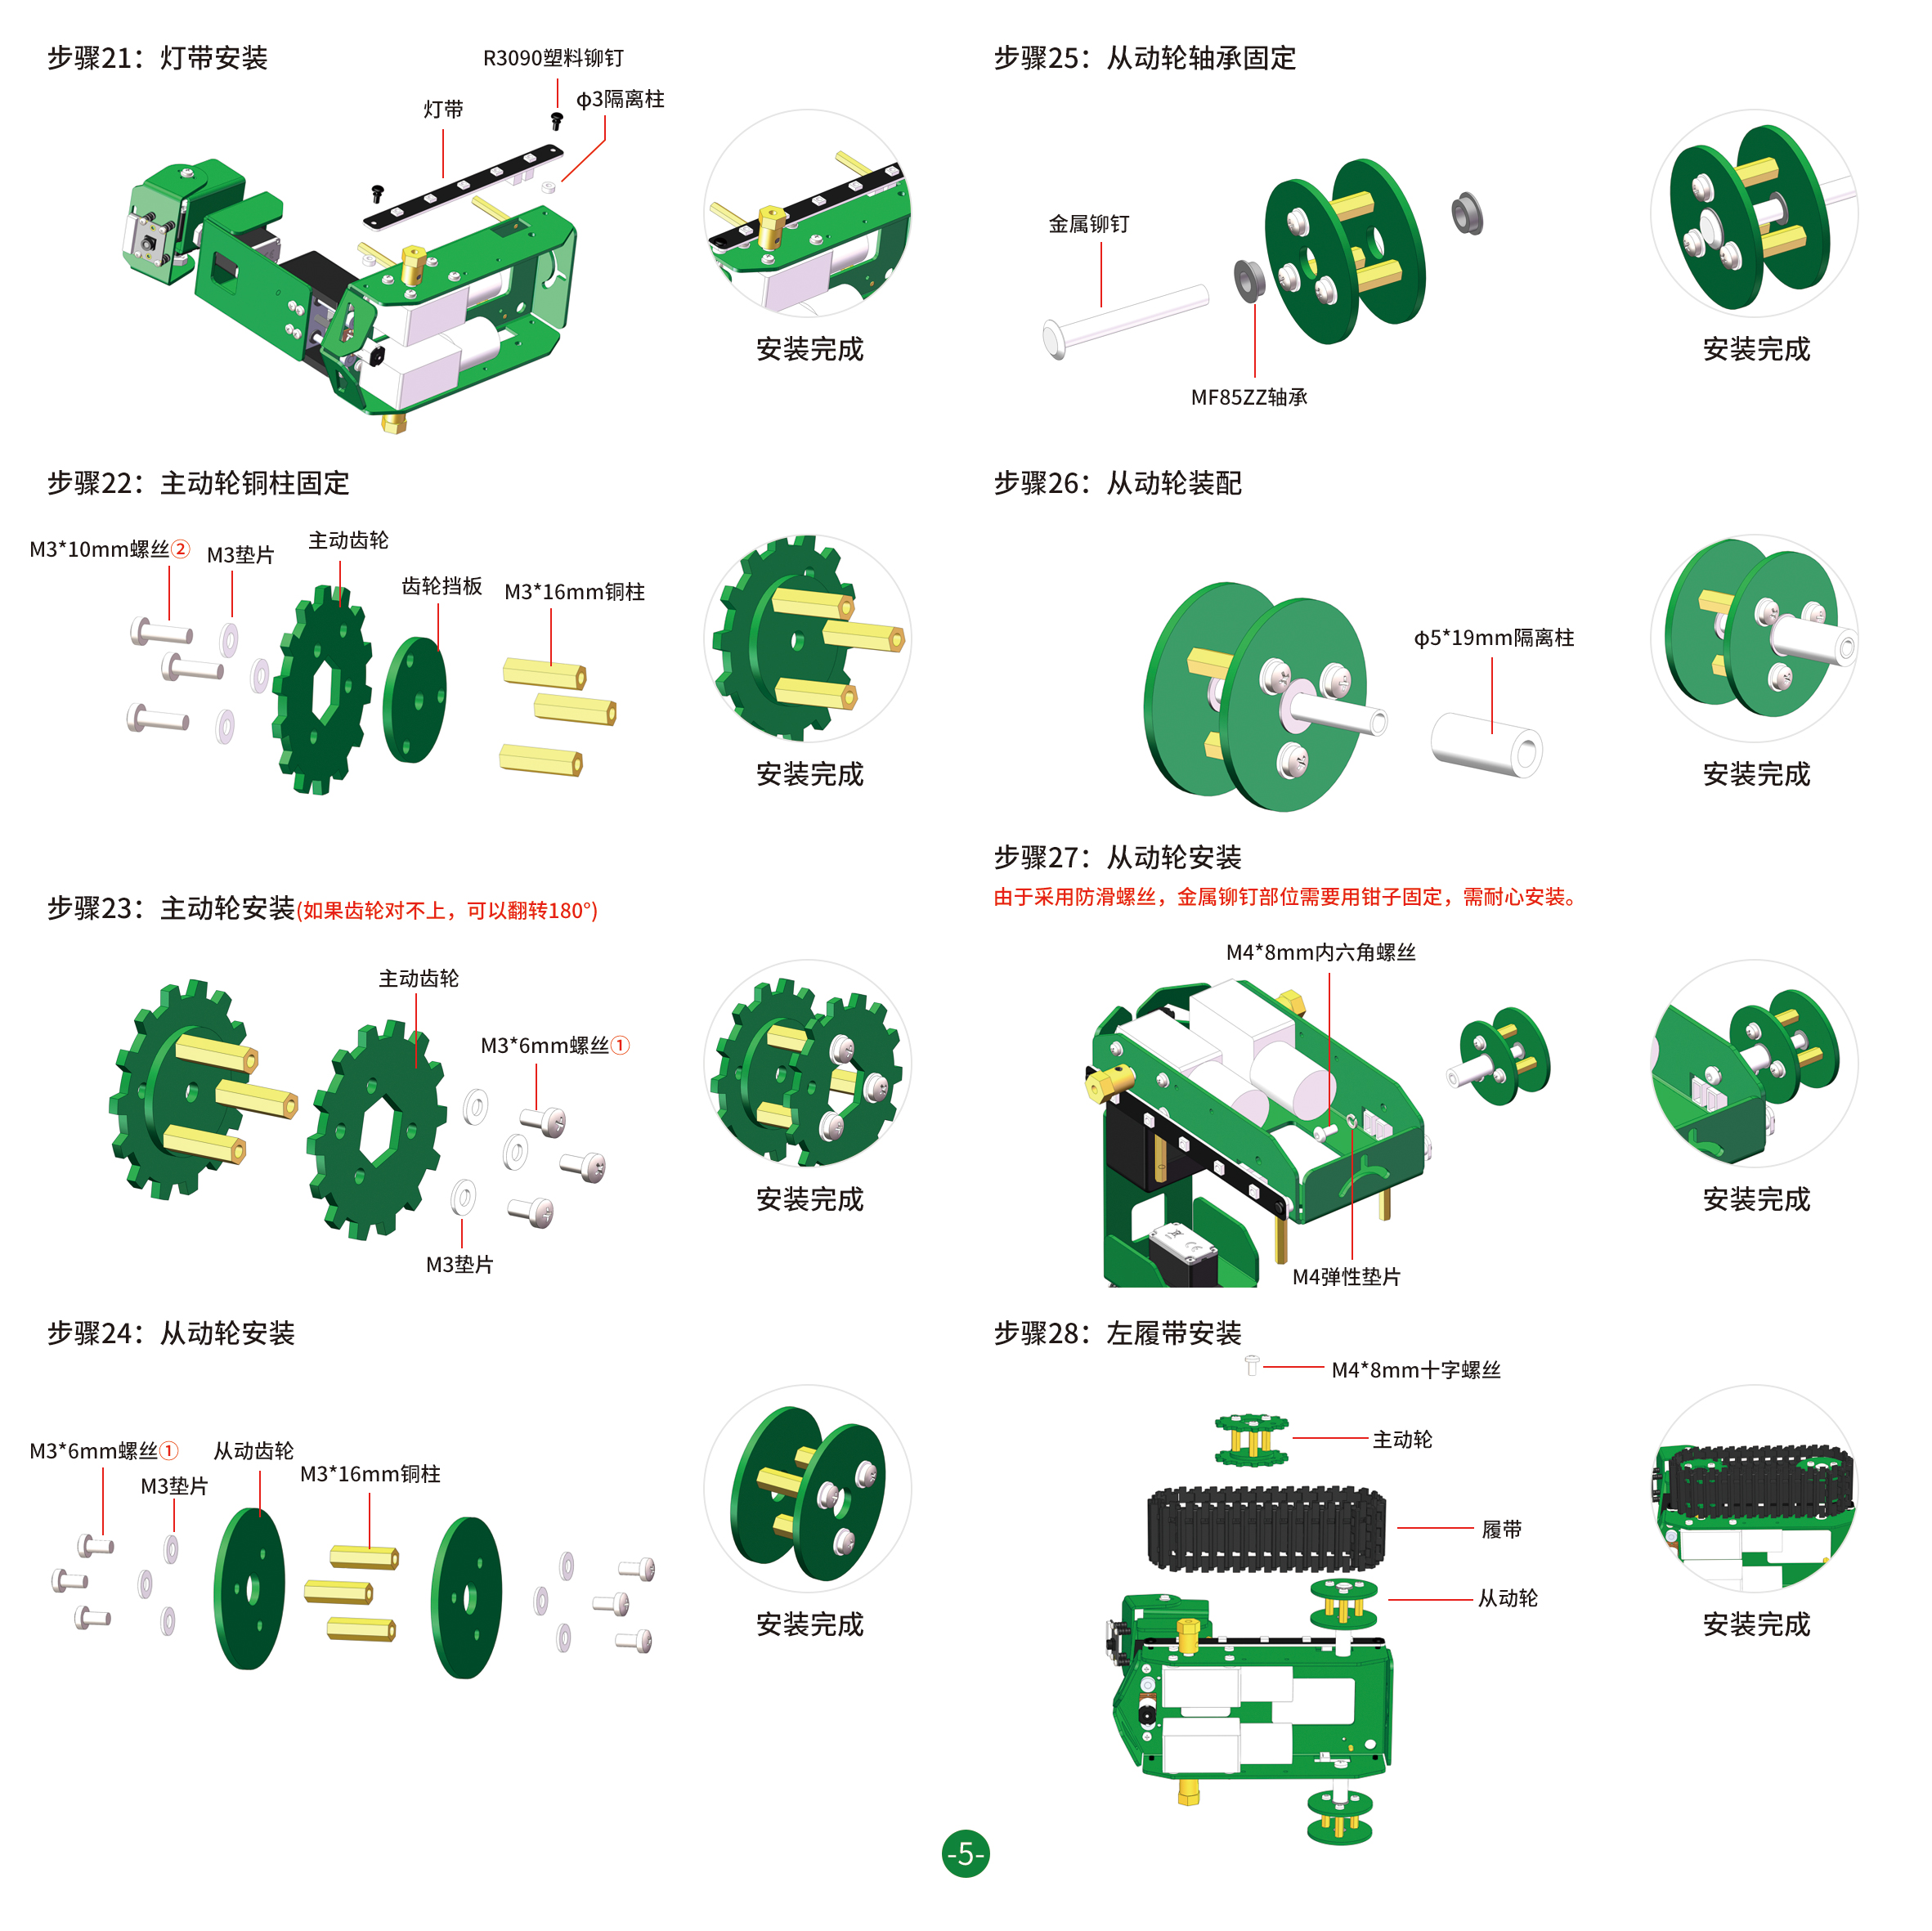 步骤21：灯带安装
R3090塑料铆钉
φ3隔离柱
灯带
安装完成
步骤22：主动轮铜柱固定
M3*10mm螺丝②
M3垫片
主动齿轮
齿轮挡板
M3*16mm铜柱
安装完成
步骤23：主动轮安装(如果齿轮对不上，可以翻转180°)
主动齿轮
M3*6mm螺丝①
M3垫片
安装完成
步骤24：从动轮安装
M3*6mm螺丝①
M3垫片
从动齿轮
M3*16mm铜柱
安装完成
步骤25：从动轮轴承固定
金属铆钉
MF85ZZ轴承
安装完成
步骤26：从动轮装配
φ5*19mm隔离柱
安装完成
步骤27：从动轮安装
由于采用防滑螺丝，金属铆钉部位需要用钳子固定，需耐心安装。
M4*8mm内六角螺丝
M4弹性垫片
安装完成
步骤28：左履带安装
M4*8mm十字螺丝
主动轮
履带
从动轮
安装完成
-5-